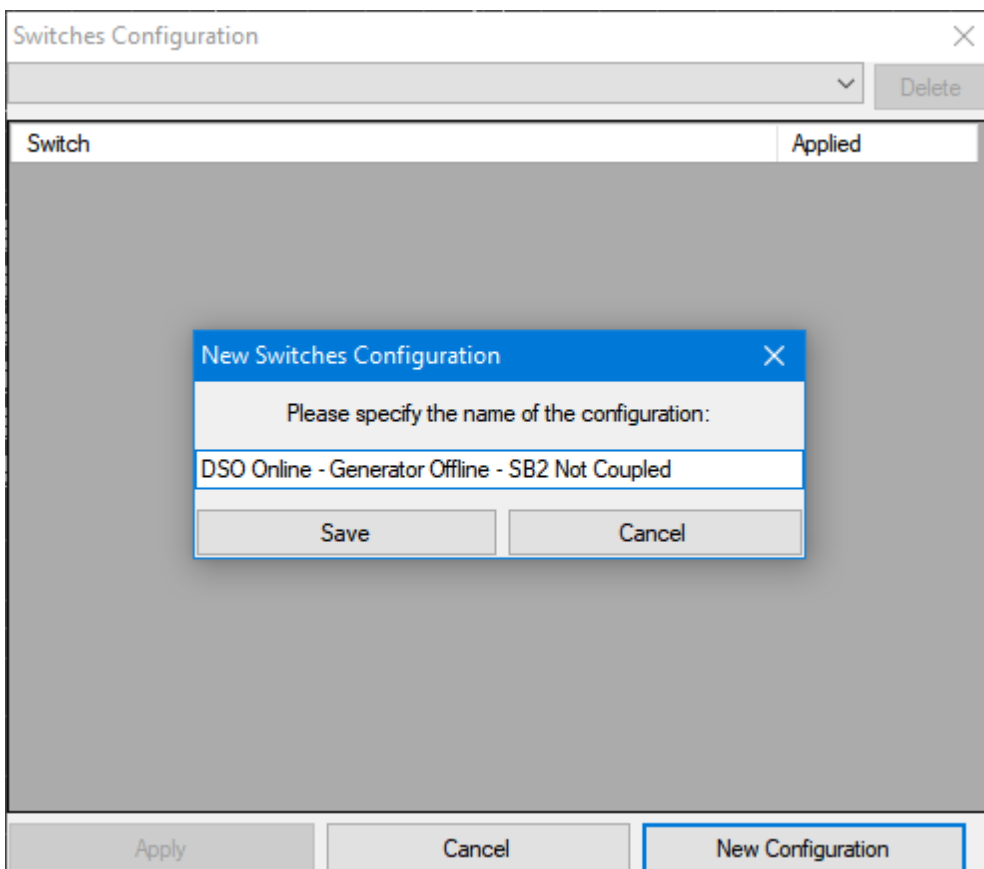 Switches Configuration
Delete
Switch Applied
New Switches Configuration
Please specify the name of the configuration:
DSO Online - Generator Offline - SB2 Not Coupled
Save Cancel
Apply Cancel New Configuration